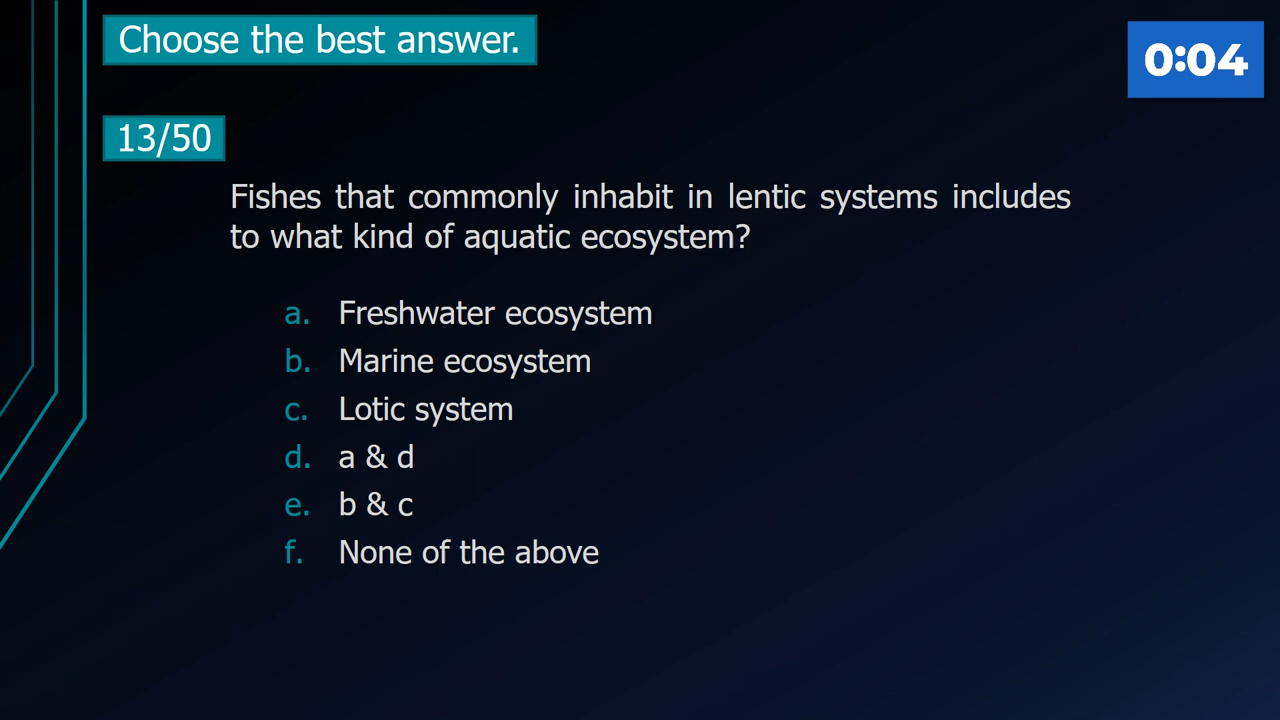 Choose the best answer.
0:04
13/50
Fishes that commonly inhabit in lentic systems includes
to what kind of aquatic ecosystem?
a. Freshwater ecosystem
b. Marine ecosystem
c. Lotic system
d. a & d
e. b & c
f. None of the above